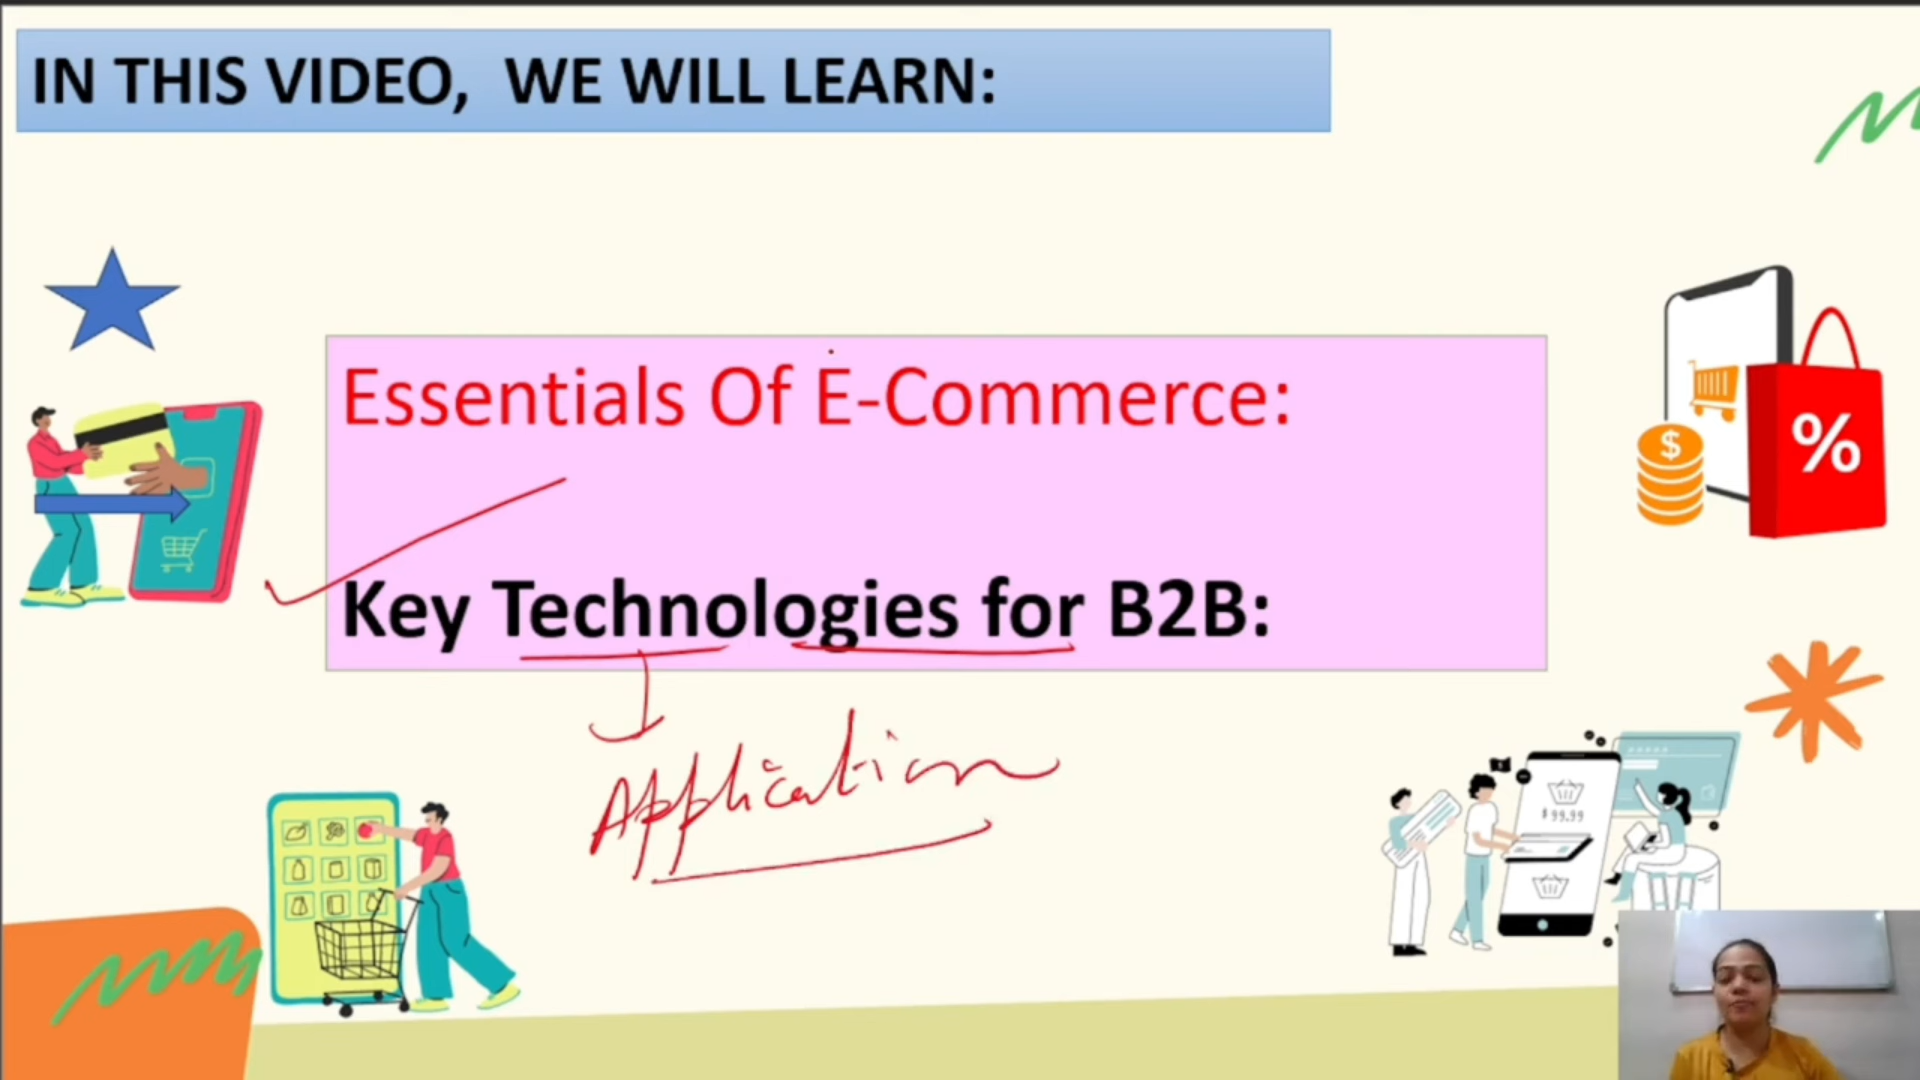 IN THIS VIDEO, WE WILL LEARN:
Essentials Of E-Commerce:
Key Technologies for B2B:
Application
%
$
$99.99